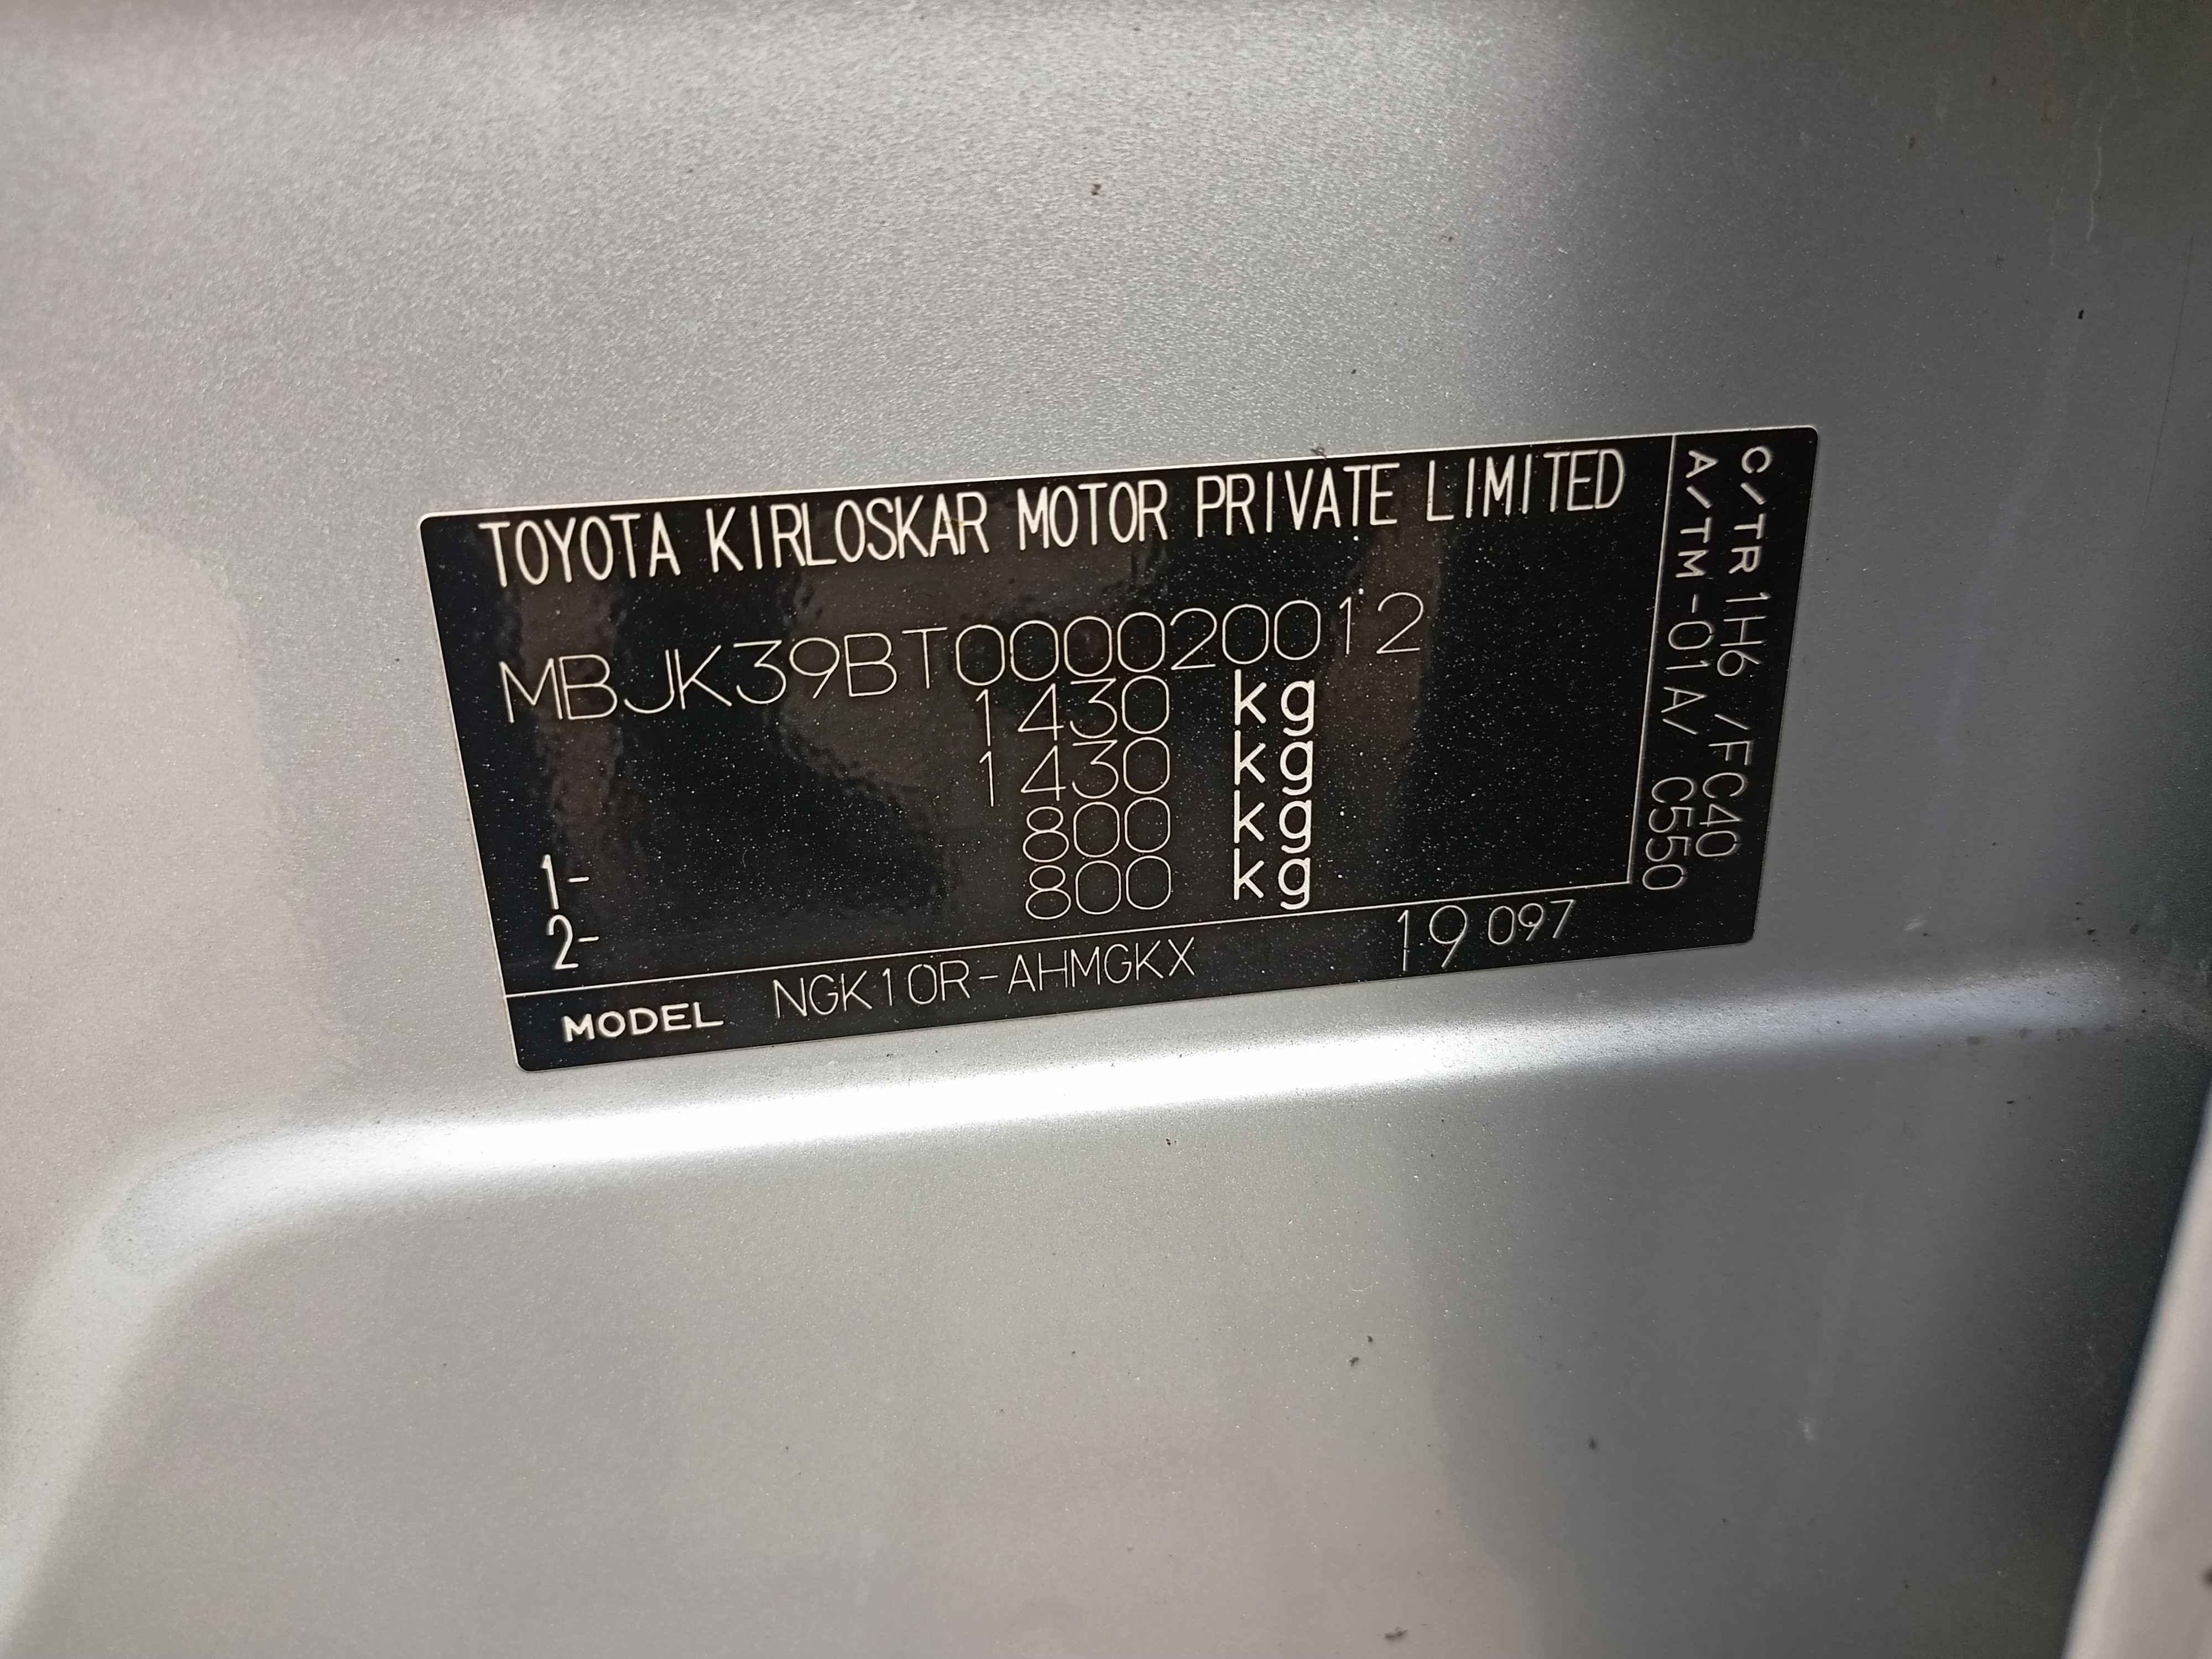 TOYOTA KIRLOSKAR MOTOR PRIVATE LIMITED
MBJK39BT000020012
1430 kg
1430 kg
1- 800 kg
2- 800 kg
MODEL NGK10R-AHMGKX 19 097
C/TR 1H6 /FC40
A/TM -01A/ C550